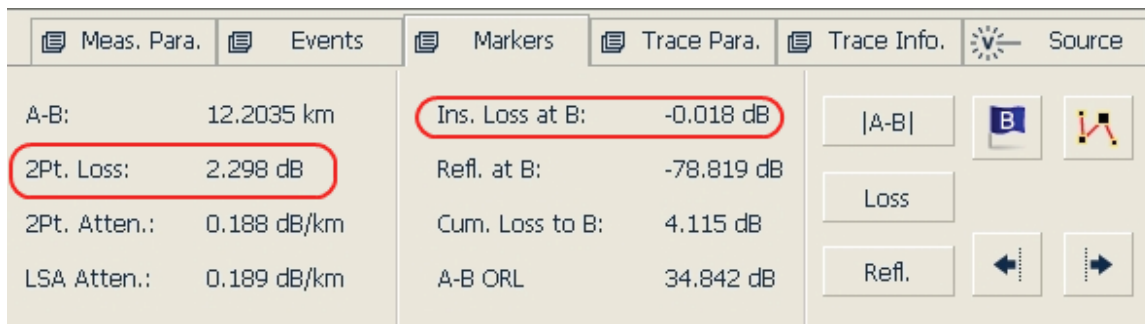 Meas. Para. Events Markers Trace Para. Trace Info. Source
A-B: 12.2035 km
2Pt. Loss: 2.298 dB
2Pt. Atten.: 0.188 dB/km
LSA Atten.: 0.189 dB/km
Ins. Loss at B: -0.018 dB
Refl. at B: -78.819 dB
Cum. Loss to B: 4.115 dB
A-B ORL 34.842 dB
|A-B|
B
Loss
Refl.